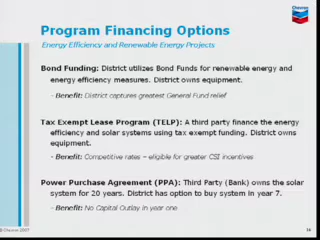 Chevron
Program Financing Options
Energy Efficiency and Renewable Energy Projects
Bond Funding: District utilizes Bond Funds for renewable energy and
energy efficiency measures. District owns equipment.
- Benefit: District captures greatest General Fund relief
Tax Exempt Lease Program (TELP): A third party finance the energy
efficiency and solar systems using tax exempt funding. District owns
equipment.
- Benefit: Competitive rates – eligible for greater CSI incentives
Power Purchase Agreement (PPA): Third Party (Bank) owns the solar
system for 20 years. District has option to buy system in year 7.
- Benefit: No Capital Outlay in year one
© Chevron 2007